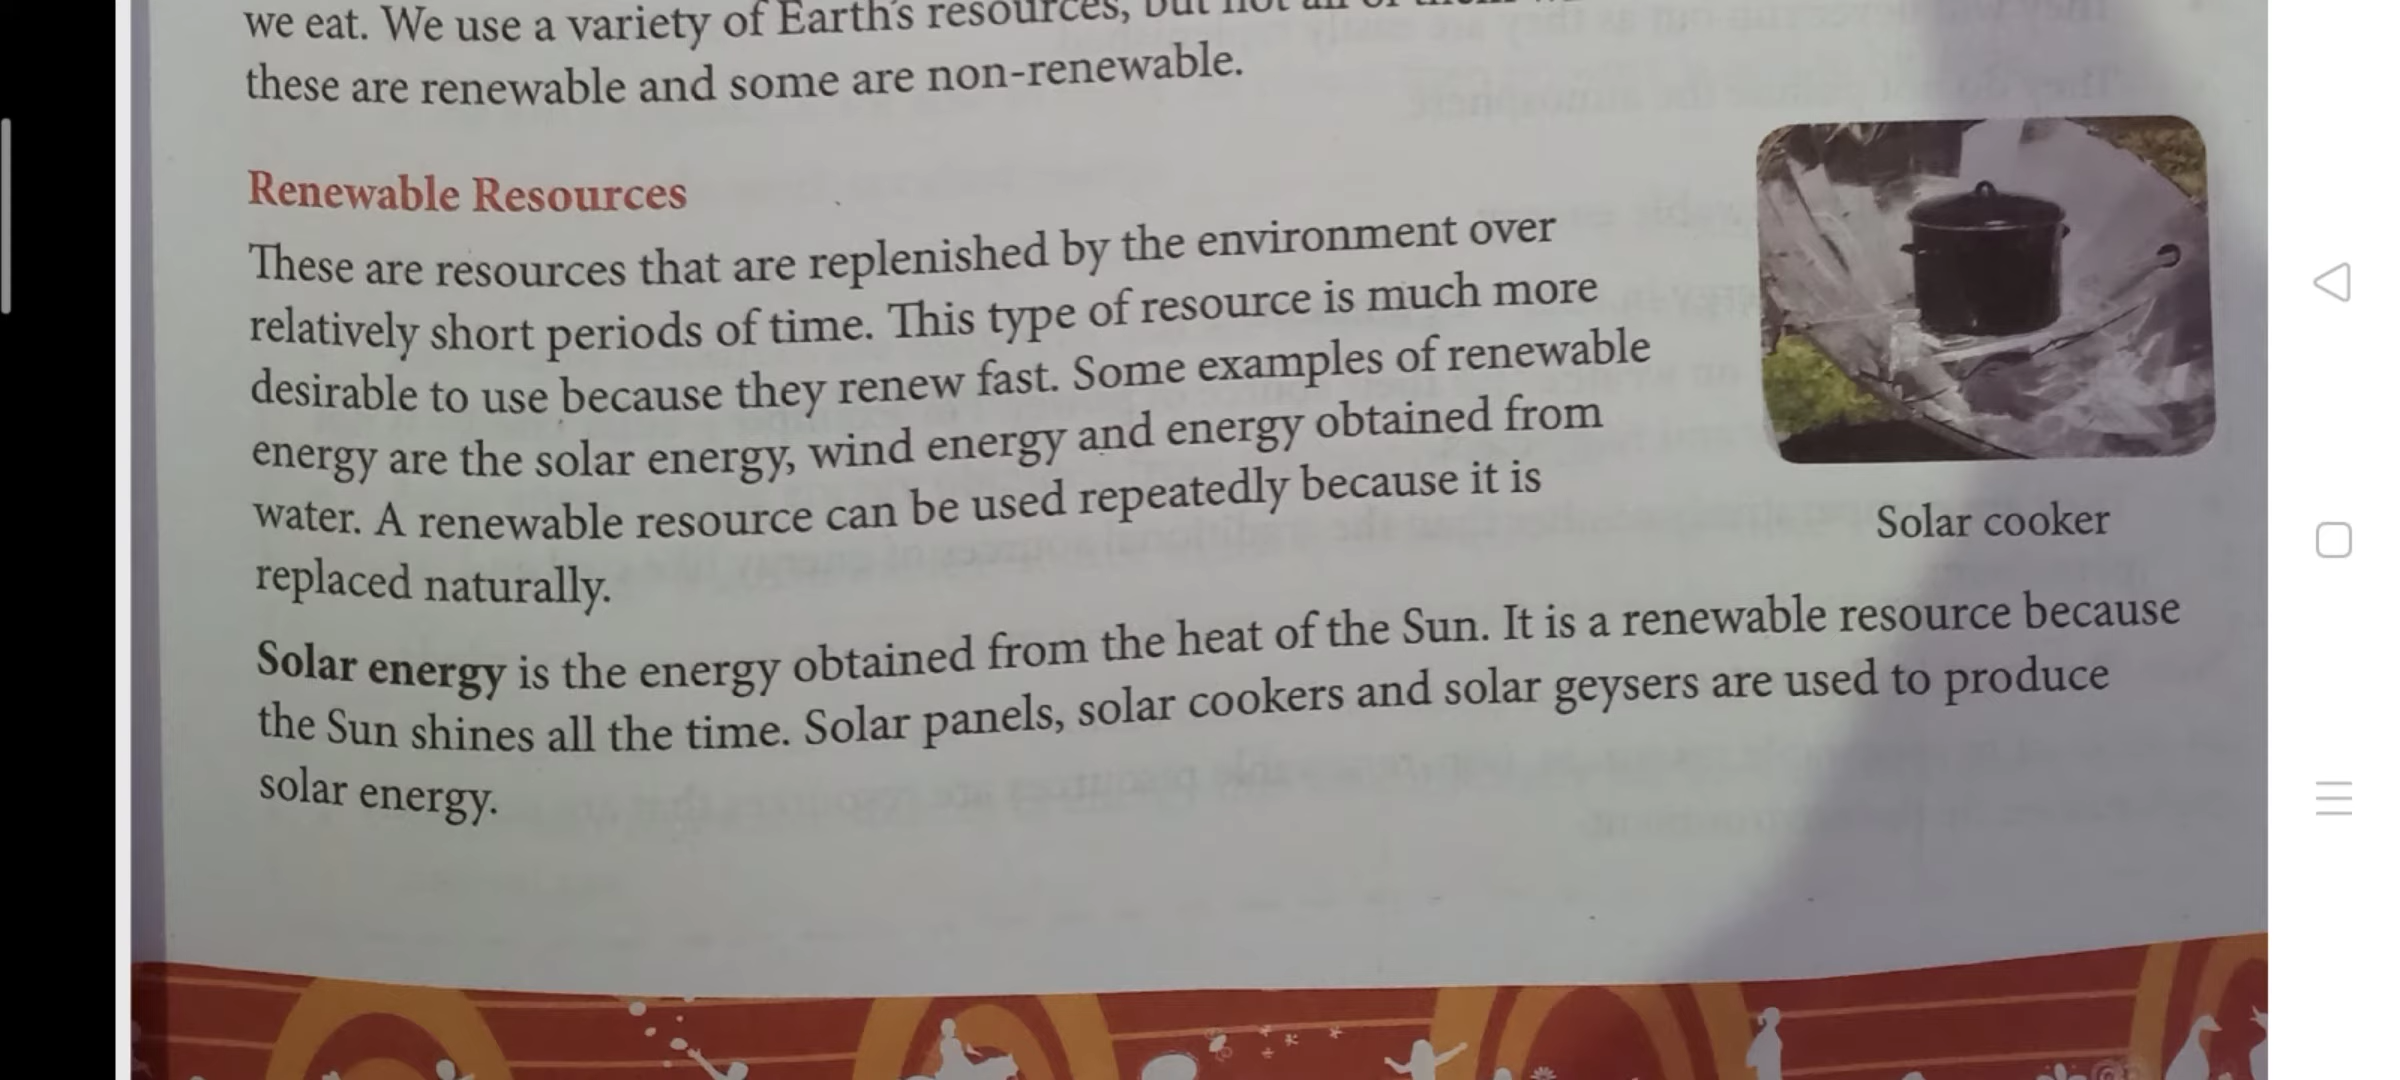 we eat. We use a variety of Earth's resources, but not all of them
these are renewable and some are non-renewable.
Renewable Resources
These are resources that are replenished by the environment over
relatively short periods of time. This type of resource is much more
desirable to use because they renew fast. Some examples of renewable
energy are the solar energy, wind energy and energy obtained from
water. A renewable resource can be used repeatedly because it is
replaced naturally.
Solar cooker
Solar energy is the energy obtained from the heat of the Sun. It is a renewable resource because
the Sun shines all the time. Solar panels, solar cookers and solar geysers are used to produce
solar energy.